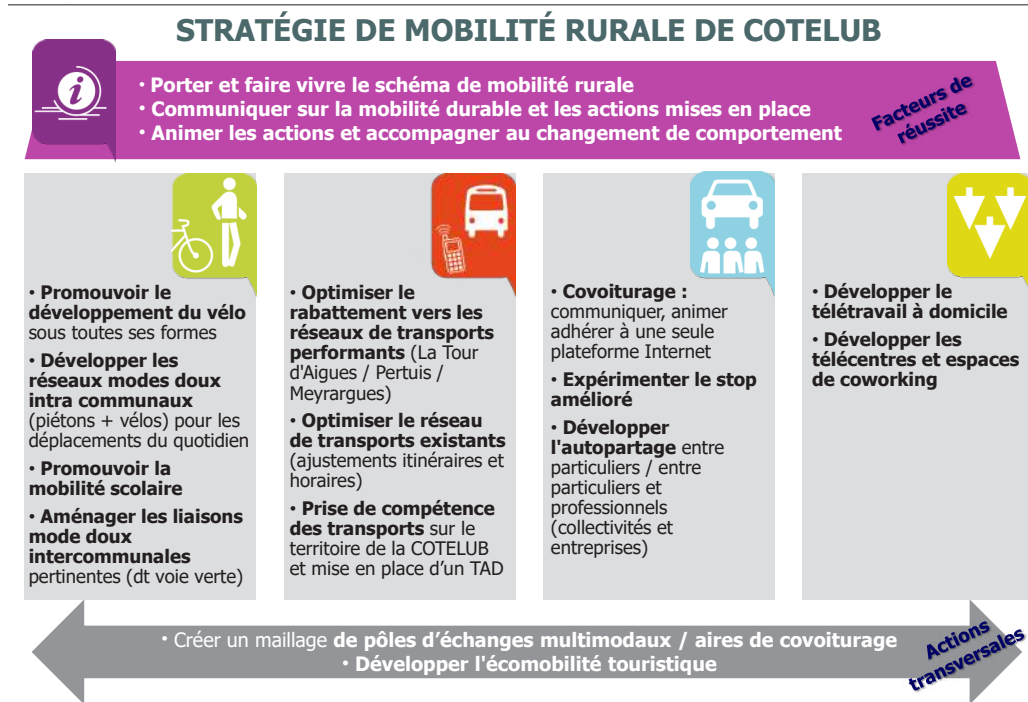 STRATÉGIE DE MOBILITÉ RURALE DE COTELUB
• Porter et faire vivre le schéma de mobilité rurale
• Communiquer sur la mobilité durable et les actions mises en place
• Animer les actions et accompagner au changement de comportement
Facteurs de
réussite
• Promouvoir le
développement du vélo
sous toutes ses formes
• Développer les
réseaux modes doux
intra communaux
(piétons + vélos) pour les
déplacements du quotidien
• Promouvoir la
mobilité scolaire
• Aménager les liaisons
mode doux
intercommunales
pertinentes (dt voie verte)
• Optimiser le
rabattement vers les
réseaux de transports
performants (La Tour
d'Aigues / Pertuis /
Meyrargues)
• Optimiser le réseau
de transports existants
(ajustements itinéraires et
horaires)
• Prise de compétence
des transports sur le
territoire de la COTELUB
et mise en place d’un TAD
• Covoiturage :
communiquer, animer
adhérer à une seule
plateforme Internet
• Expérimenter le stop
amélioré
• Développer
l'autopartage entre
particuliers / entre
particuliers et
professionnels
(collectivités et
entreprises)
• Développer le
télétravail à domicile
• Développer les
télécentres et espaces
de coworking
• Créer un maillage de pôles d’échanges multimodaux / aires de covoiturage
• Développer l'écomobilité touristique
Actions
transversales